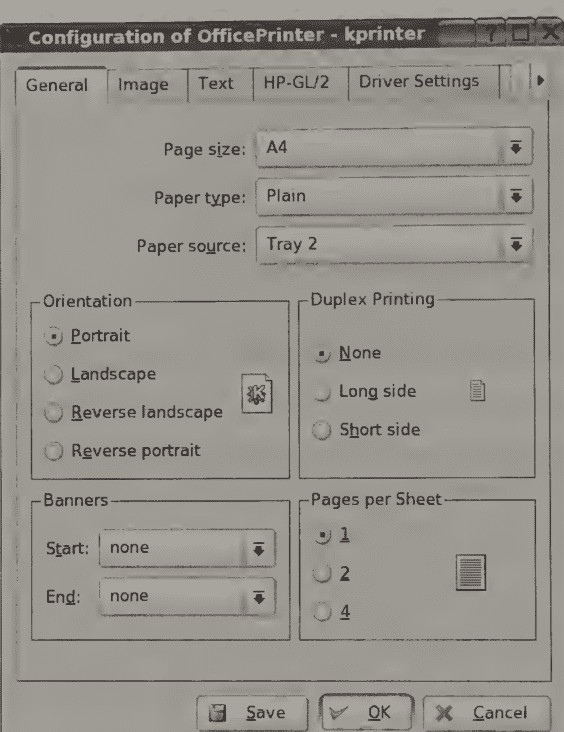 Configuration of OfficePrinter - kprinter
General Image Text HP-GL/2 Driver Settings
Page size: A4
Paper type: Plain
Paper source: Tray 2
Orientation
Portrait
Landscape
Reverse landscape
Reverse portrait
Duplex Printing
None
Long side
Short side
Banners
Start: none
End: none
Pages per Sheet
1
2
4
Save OK Cancel